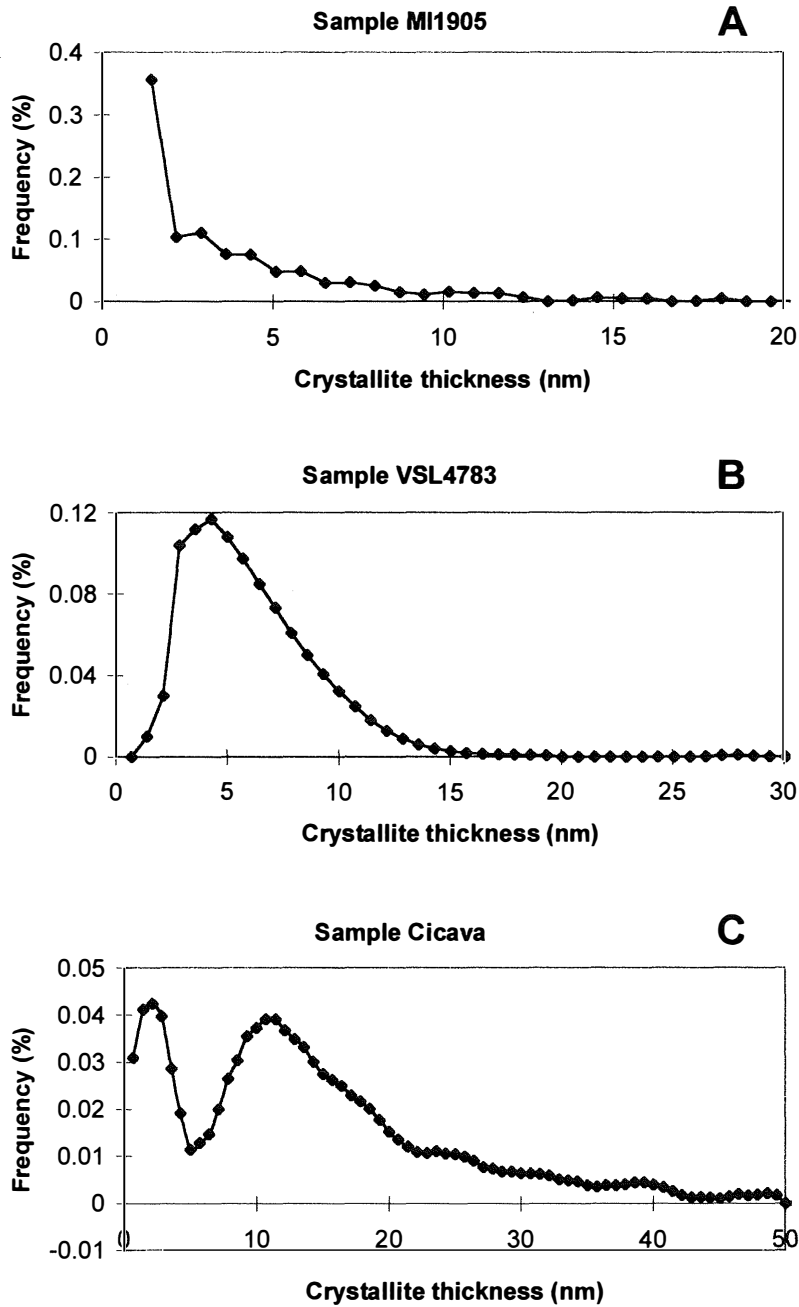 Sample MI1905 A
0.4
0.3
0.2
0.1
0
Frequency (%)
0 5 10 15 20
Crystallite thickness (nm)
Sample VSL4783 B
0.12
0.08
0.04
0
Frequency (%)
0 5 10 15 20 25 30
Crystallite thickness (nm)
Sample Cicava C
0.05
0.04
0.03
0.02
0.01
0
-0.01
Frequency (%)
0 10 20 30 40 50
Crystallite thickness (nm)